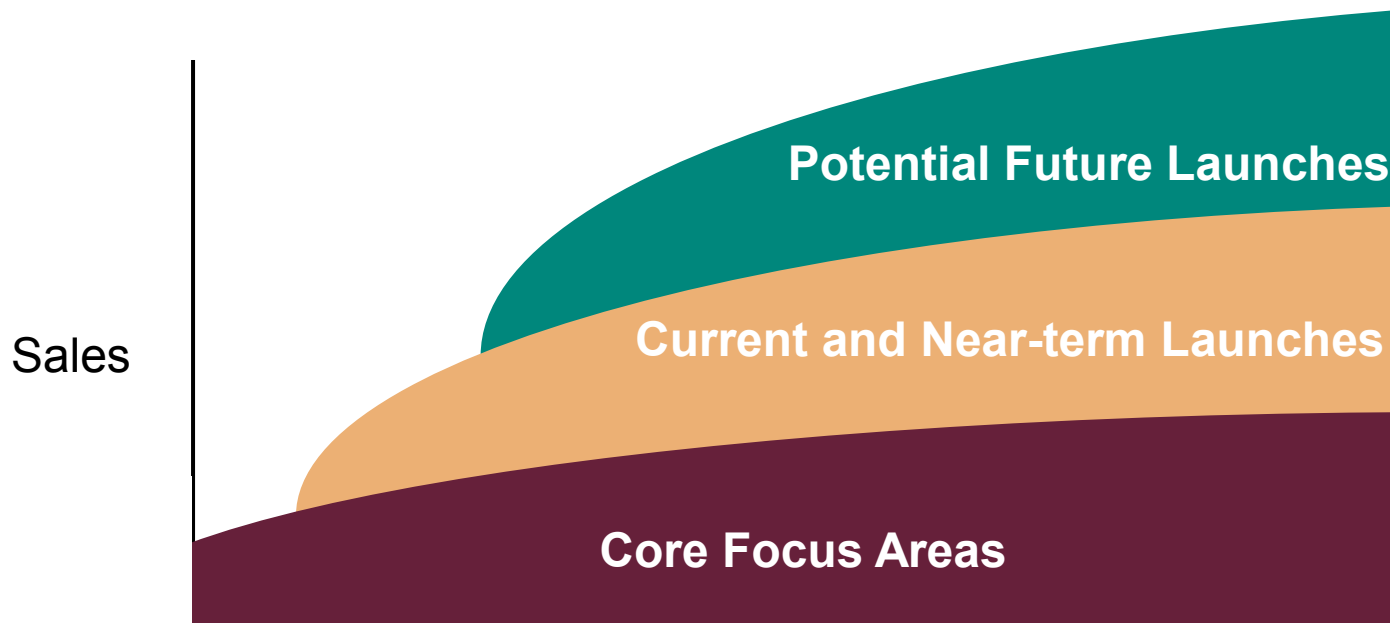 Potential Future Launches
Sales
Current and Near-term Launches
Core Focus Areas